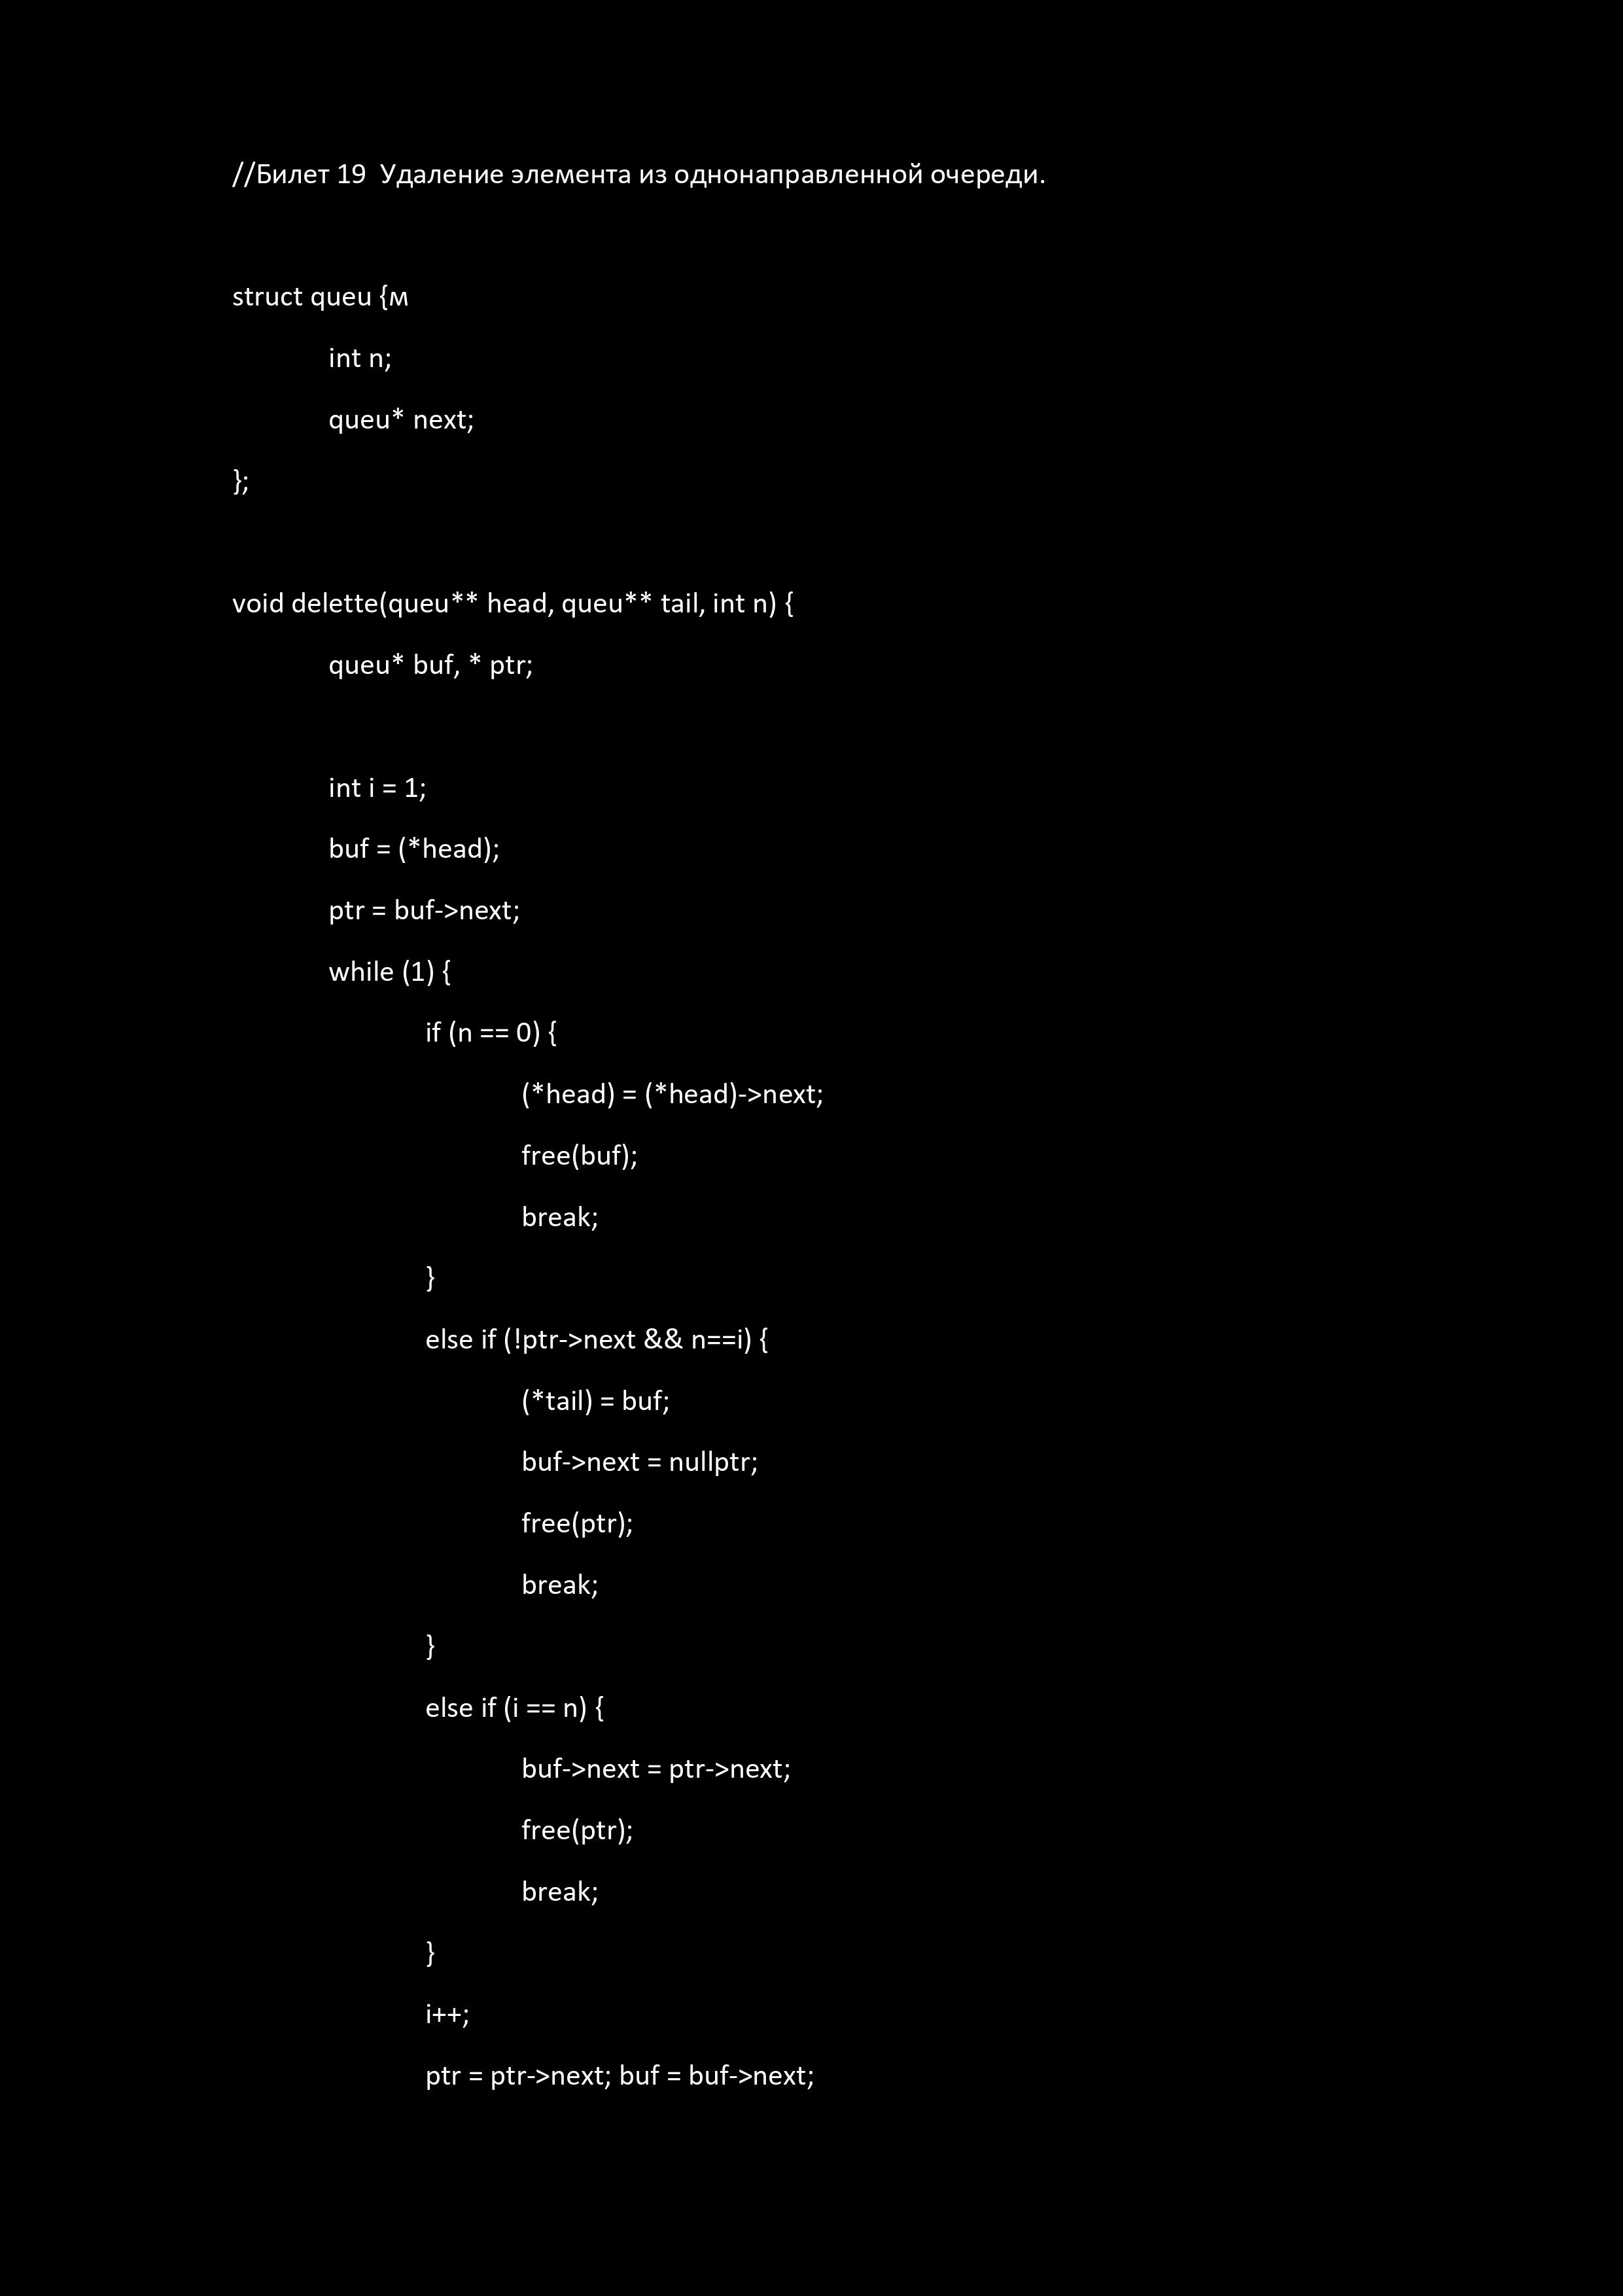 //Билет 19  Удаление элемента из однонаправленной очереди.
struct queu {м
int n;
queu* next;
};
void delette(queu** head, queu** tail, int n) {
queu* buf, * ptr;
int i = 1;
buf = (*head);
ptr = buf->next;
while (1) {
if (n == 0) {
(*head) = (*head)->next;
free(buf);
break;
}
else if (!ptr->next && n==i) {
(*tail) = buf;
buf->next = nullptr;
free(ptr);
break;
}
else if (i == n) {
buf->next = ptr->next;
free(ptr);
break;
}
i++;
ptr = ptr->next; buf = buf->next;